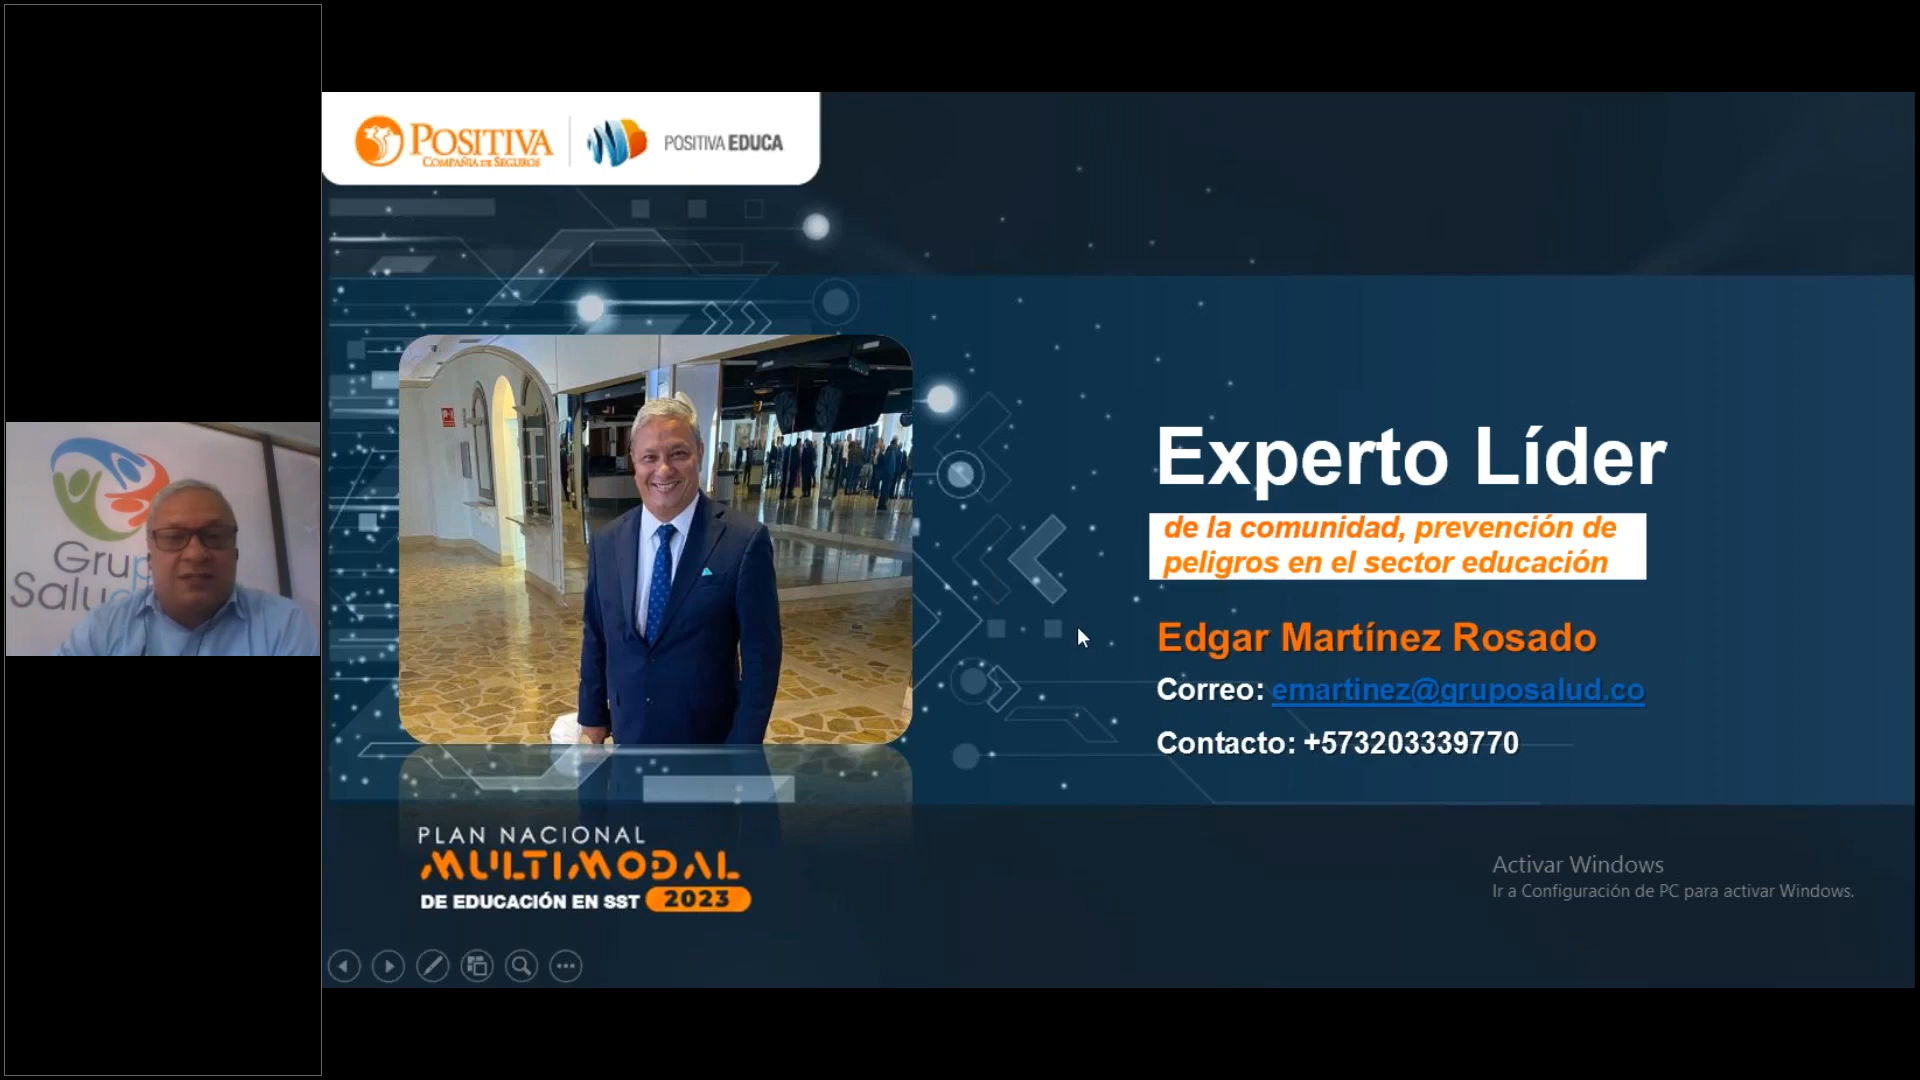 POSITIVA
COMPAÑÍA DE SEGUROS
POSITIVA EDUCA
Experto Líder
de la comunidad, prevención de
peligros en el sector educación
Edgar Martínez Rosado
Correo: emartinez@gruposalud.co
Contacto: +573203339770
Grup
Salu
PLAN NACIONAL
MULTIMODAL
DE EDUCACIÓN EN SST 2023
Activar Windows
Ir a Configuración de PC para activar Windows.